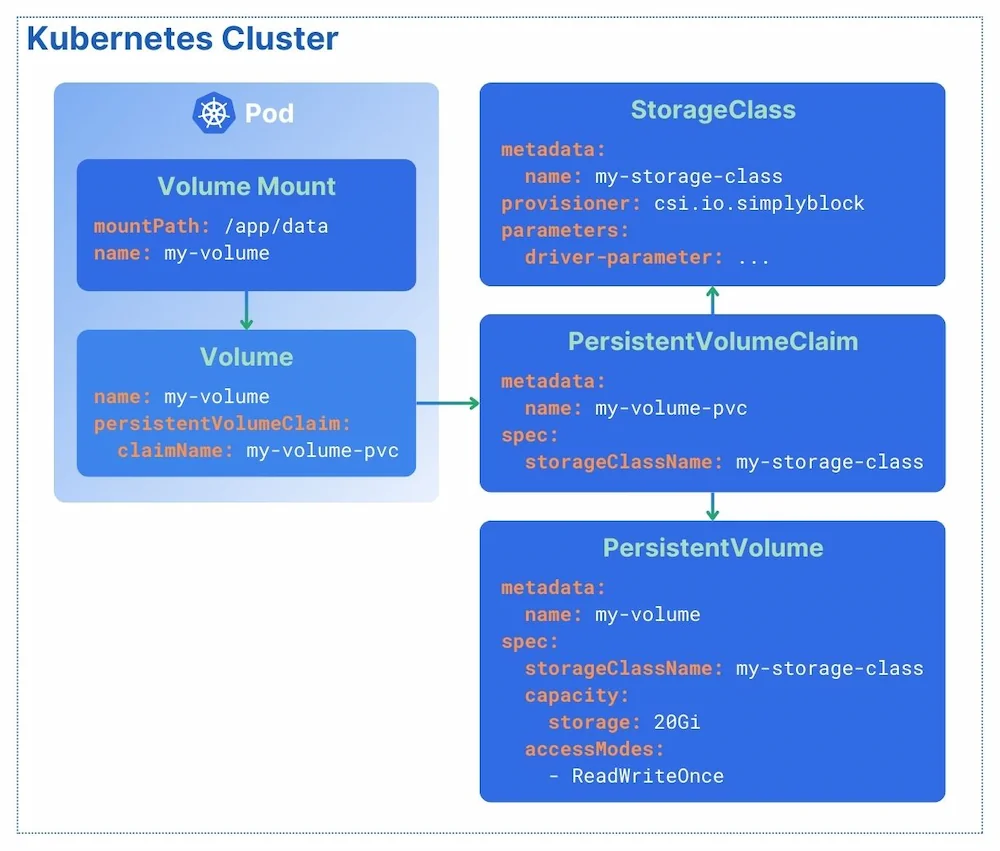 Kubernetes Cluster
Pod
Volume Mount
mountPath: /app/data
name: my-volume
Volume
name: my-volume
persistentVolumeClaim:
claimName: my-volume-pvc
StorageClass
metadata:
name: my-storage-class
provisioner: csi.io.simplyblock
parameters:
driver-parameter: ...
PersistentVolumeClaim
metadata:
name: my-volume-pvc
spec:
storageClassName: my-storage-class
PersistentVolume
metadata:
name: my-volume
spec:
storageClassName: my-storage-class
capacity:
storage: 20Gi
accessModes:
- ReadWriteOnce